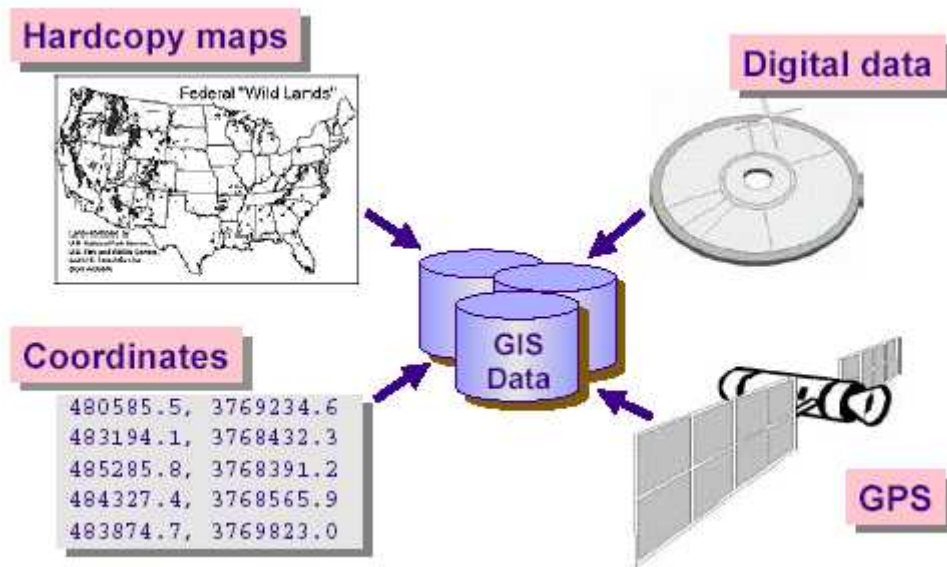 Hardcopy maps
Federal "Wild Lands"
Digital data
GIS
Data
Coordinates
480585.5, 3769234.6
483194.1, 3768432.3
485285.8, 3768391.2
484327.4, 3768565.9
483874.7, 3769823.0
GPS